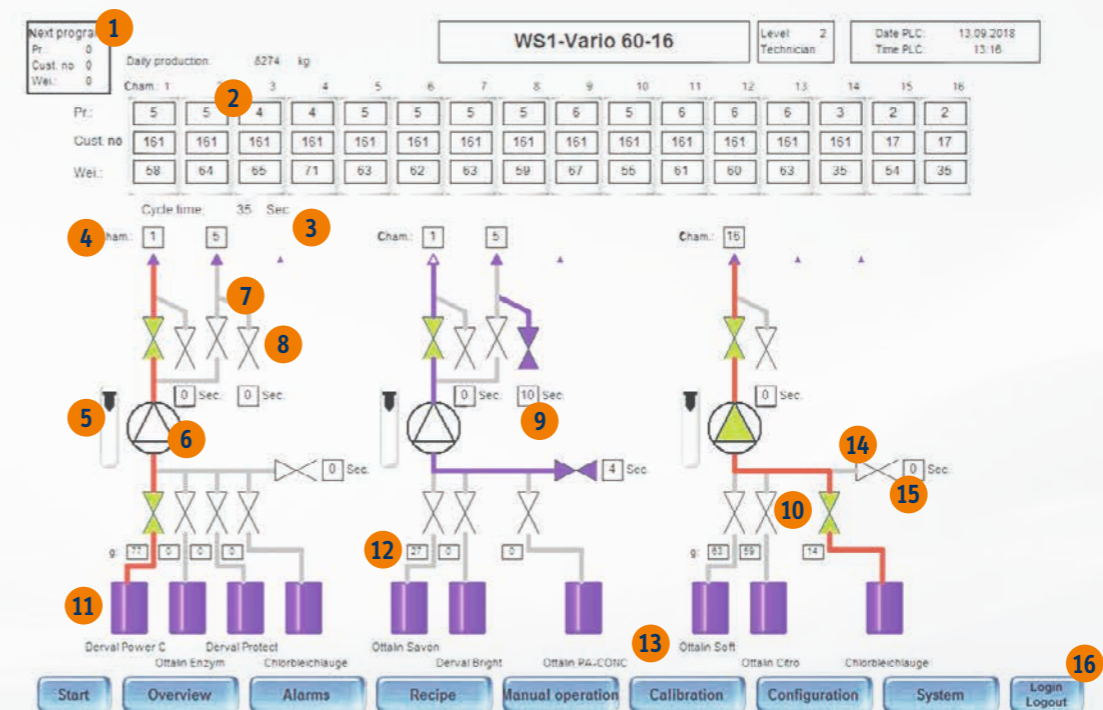 Next progra
1
Pr. 0
Cust. no 0
Wei.: 0
WS1-Vario 60-16
Level 2
Technician
Date PLC: 13.09.2018
Time PLC: 13:16
Daily production: 8274 kg
Cham.: 1 2 3 4 5 6 7 8 9 10 11 12 13 14 15 16
2
Pr.: 5 5 4 4 5 5 5 5 6 5 6 6 6 3 2 2
Cust. no 161 161 161 161 161 161 161 161 161 161 161 161 161 161 17 17
Wei.: 58 64 65 71 63 62 63 59 67 55 61 60 63 35 54 35
Cycle time: 35 Sec
3
4 ham.: 1 5
Cham.: 1 5
Cham.: 16
7
8
0 Sec. 0 Sec.
0 Sec. 10 Sec.
0 Sec.
5
6
9
0 Sec.
4 Sec.
14
0 Sec.
15
10
g: 77 0 0 0
12 27 0 0
g: 63 59 14
11
Derval Power C Derval Protect
Ottalin Enzym Chlorbleichlauge
Ottalin Savon
Derval Bright Ottalin PA-CONC
13
Ottalin Soft
Ottalin Citro Chlorbleichlauge
16
Start Overview Alarms Recipe Manual operation Calibration Configuration System Login
Logout